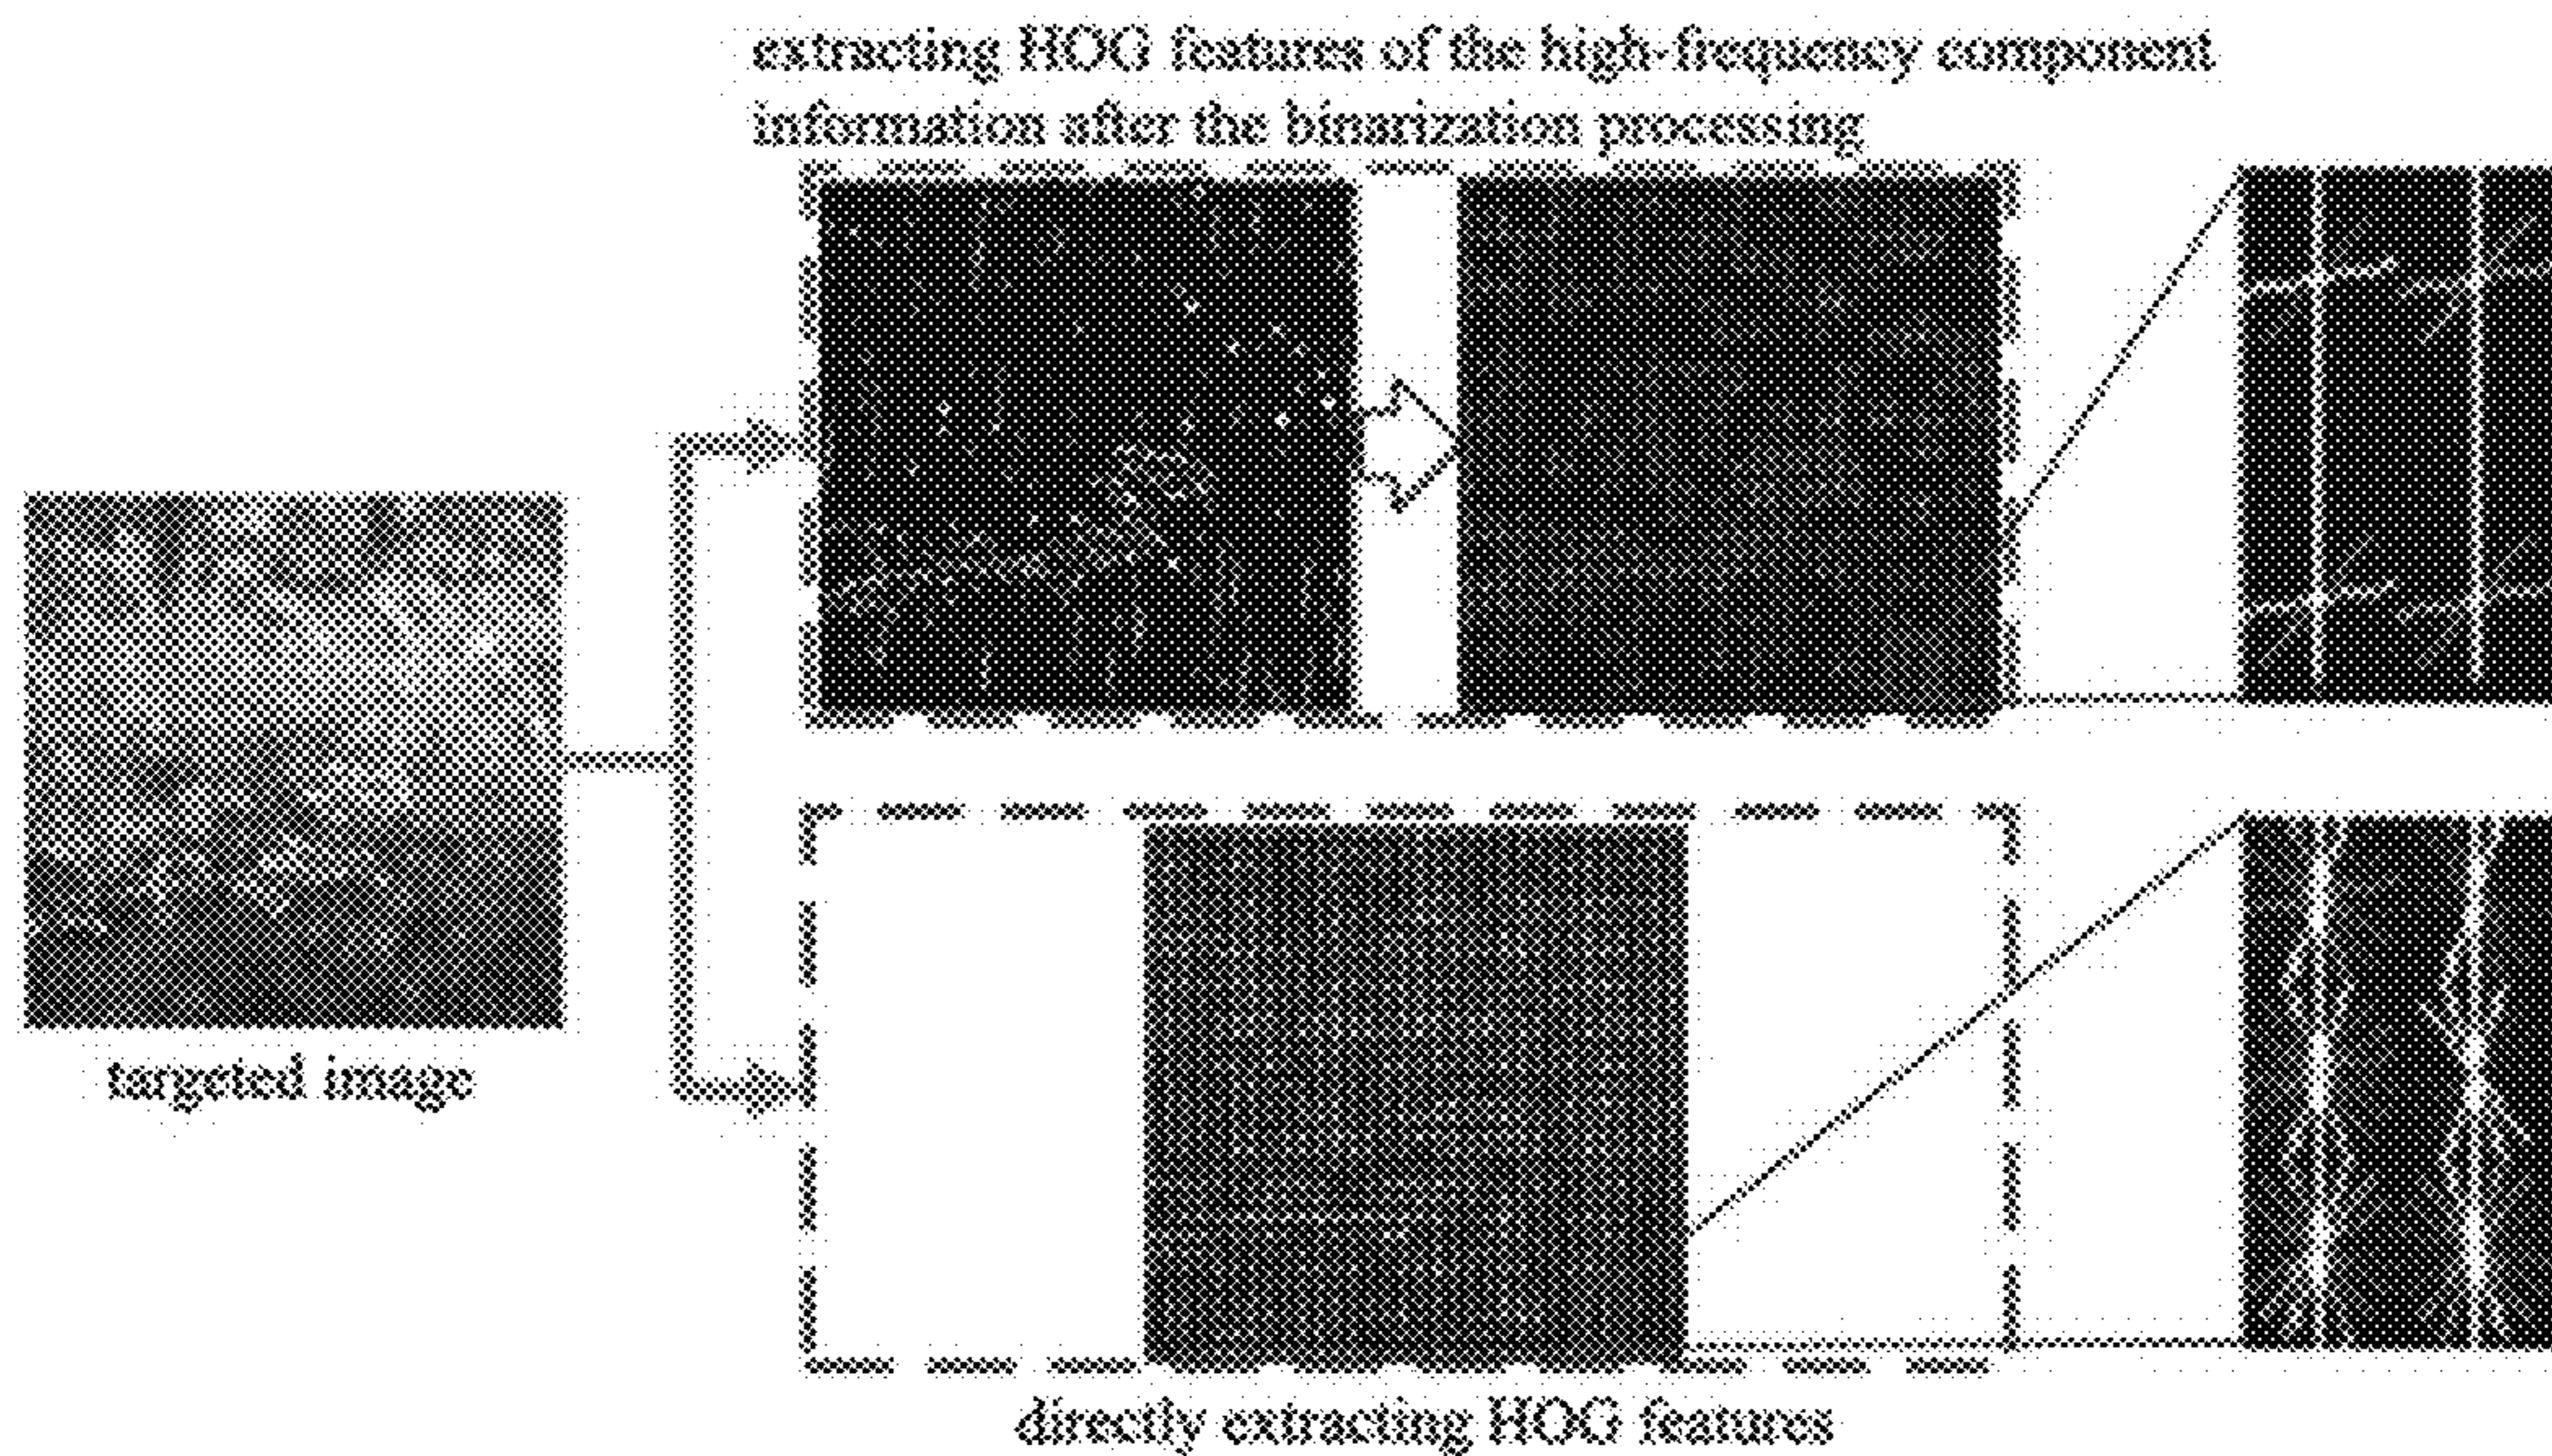 extracting HOG features of the high-frequency component
information after the binarization processing
targeted image
directly extracting HOG features